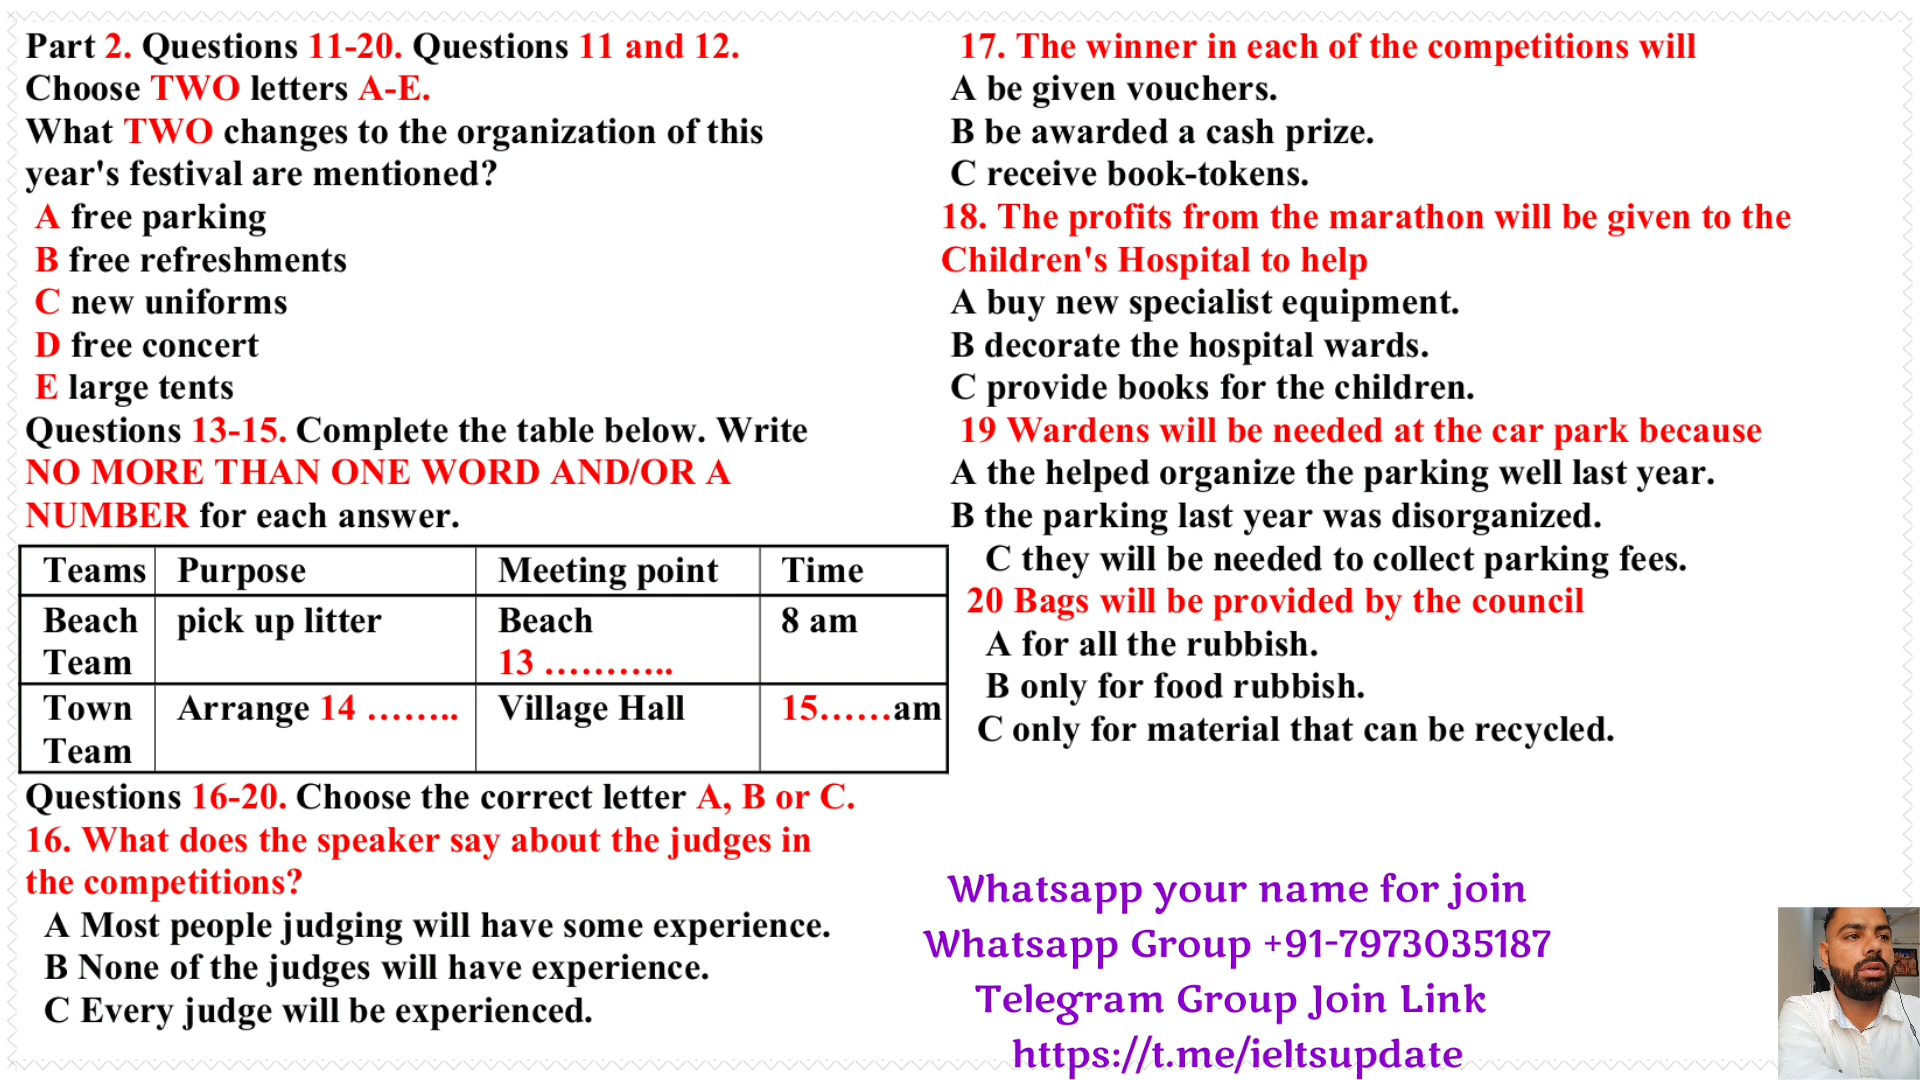 Part 2. Questions 11-20. Questions 11 and 12.
Choose TWO letters A-E.
What TWO changes to the organization of this
year's festival are mentioned?
A free parking
B free refreshments
C new uniforms
D free concert
E large tents
Questions 13-15. Complete the table below. Write
NO MORE THAN ONE WORD AND/OR A
NUMBER for each answer.
Teams Purpose Meeting point Time
Beach pick up litter Beach 8 am
Team 13 ………..
Town Arrange 14 …….. Village Hall 15……am
Team
Questions 16-20. Choose the correct letter A, B or C.
16. What does the speaker say about the judges in
the competitions?
A Most people judging will have some experience.
B None of the judges will have experience.
C Every judge will be experienced.
17. The winner in each of the competitions will
A be given vouchers.
B be awarded a cash prize.
C receive book-tokens.
18. The profits from the marathon will be given to the
Children's Hospital to help
A buy new specialist equipment.
B decorate the hospital wards.
C provide books for the children.
19 Wardens will be needed at the car park because
A the helped organize the parking well last year.
B the parking last year was disorganized.
C they will be needed to collect parking fees.
20 Bags will be provided by the council
A for all the rubbish.
B only for food rubbish.
C only for material that can be recycled.
Whatsapp your name for join
Whatsapp Group +91-7973035187
Telegram Group Join Link
https://t.me/ieltsupdate